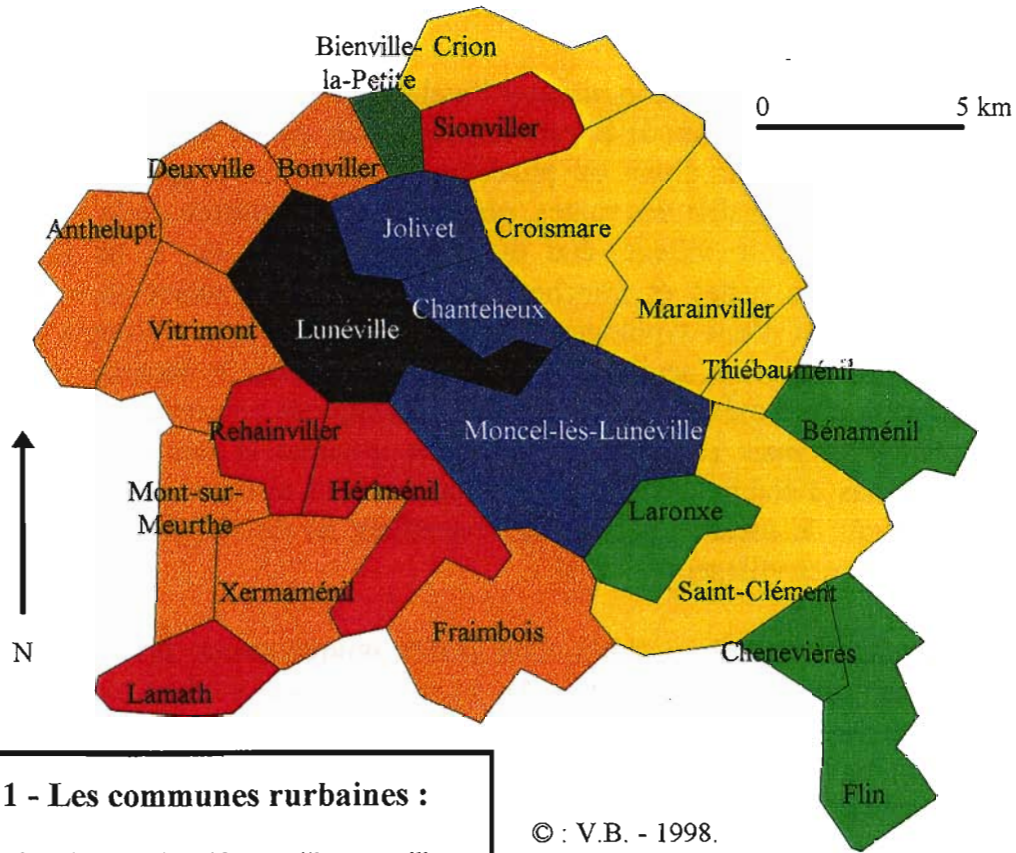 Bienville-
la-Petite
Crion
0 5 km
Sionviller
Deuxville
Bonviller
Anthelupt
Jolivet
Croismare
Vitrimont
Lunéville
Chanteheux
Marainviller
Thiébauménil
Rehainviller
Moncel-lès-Lunéville
Bénaménil
Mont-sur-
Meurthe
Hériménil
Laronxe
Xermaménil
Fraimbois
Saint-Clément
Chenevières
N
Lamath
Flin
1 - Les communes rurbaines :
© : V.B. - 1998.